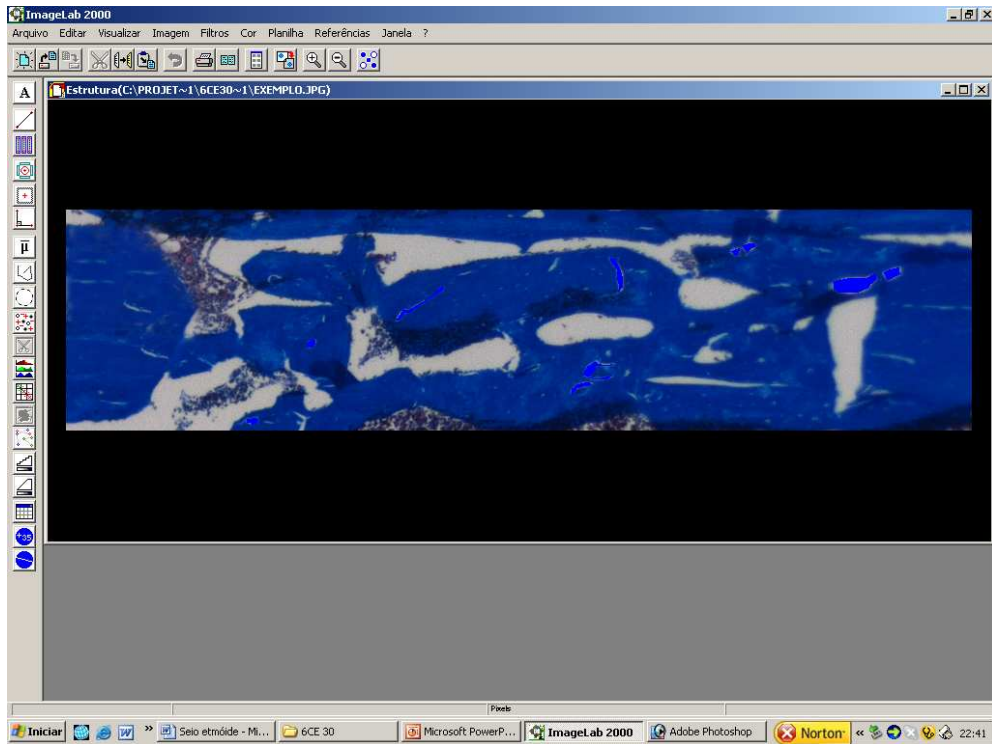 ImageLab 2000
Arquivo Editar Visualizar Imagem Filtros Cor Planilha Referências Janela ?
A
Estrutura(C:\PROJET~1\6CE30~1\EXEMPLO.JPG)
μ
+35
Pixels
Iniciar » Seio etmóide - Mi... 6CE 30 Microsoft PowerP... ImageLab 2000 Adobe Photoshop Norton « 22:41